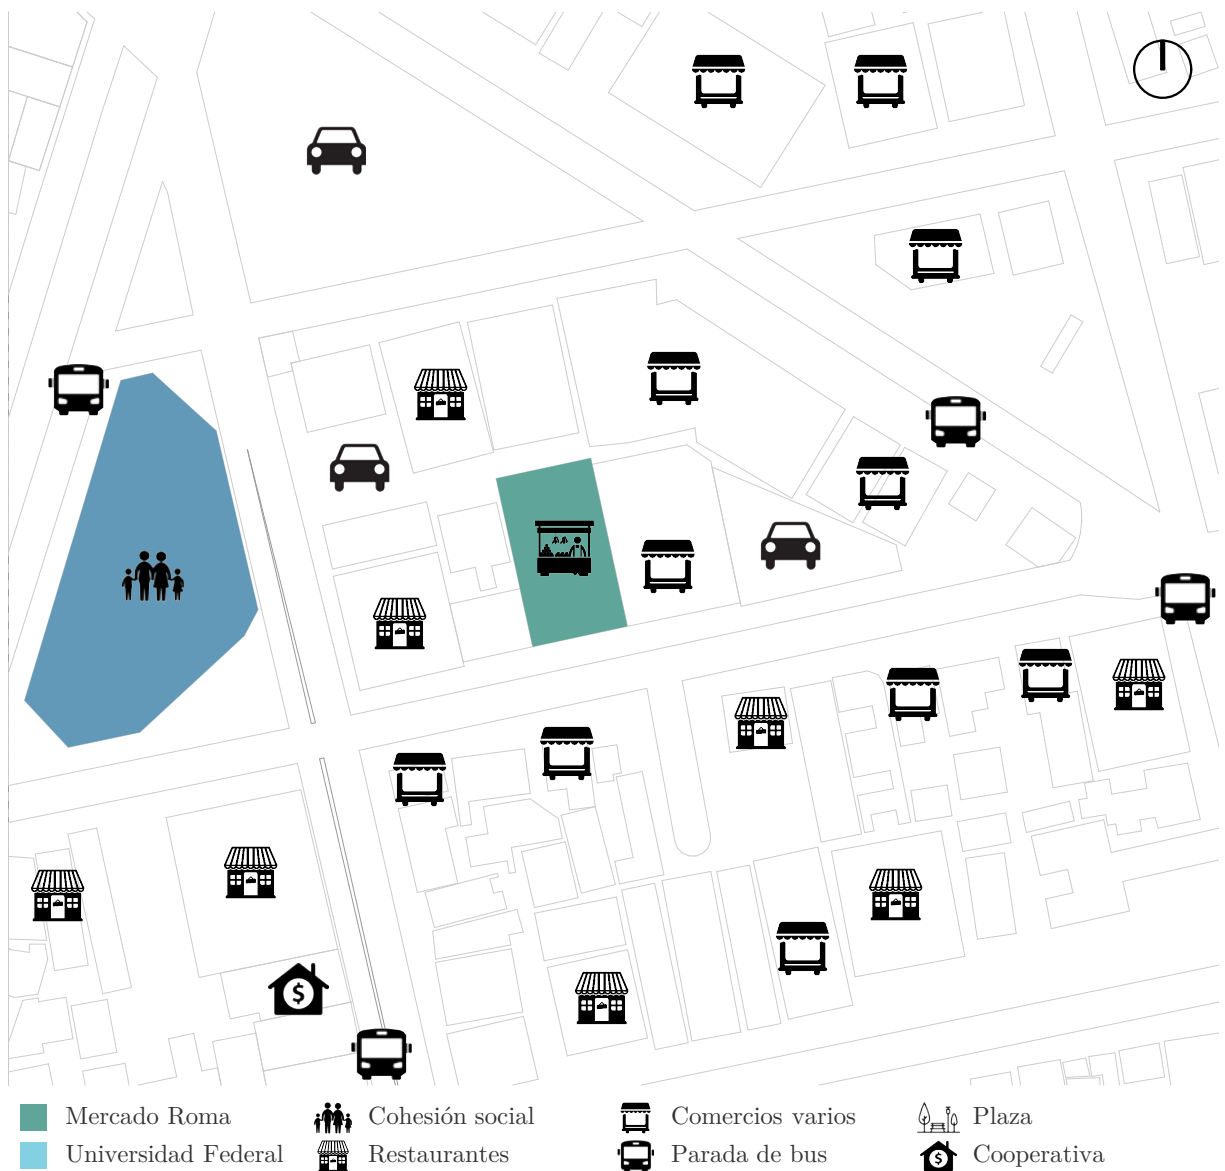 Mercado Roma Cohesión social Comercios varios Plaza
Universidad Federal Restaurantes Parada de bus Cooperativa